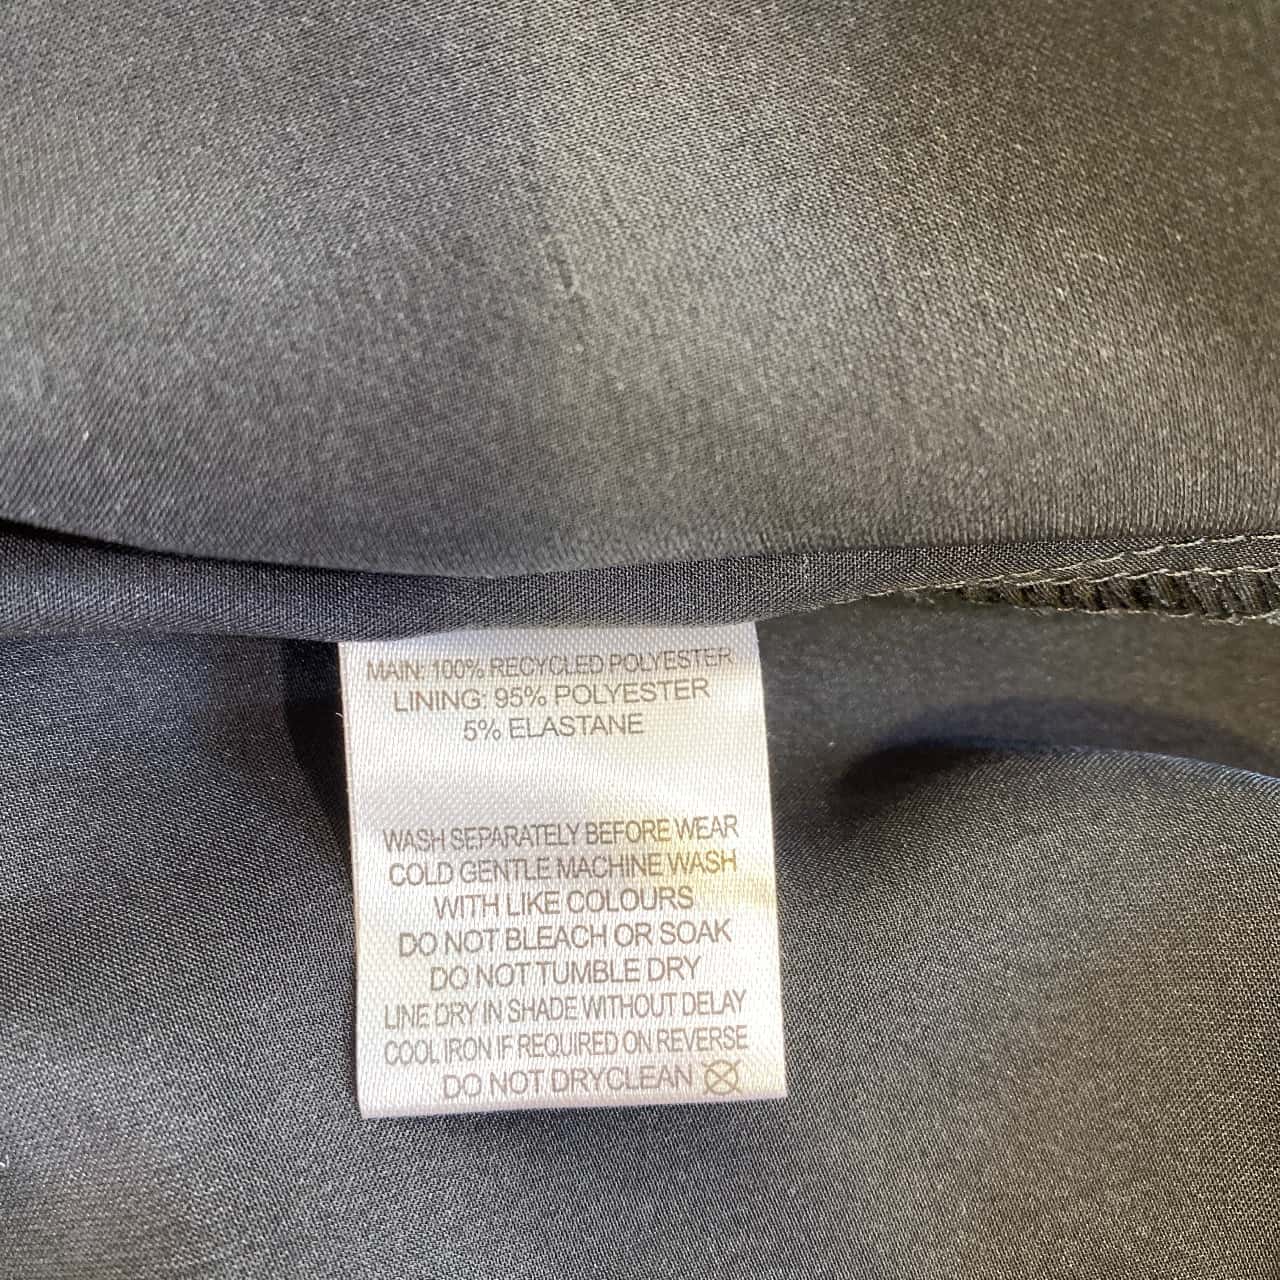 MAIN: 100% RECYCLED POLYESTER
LINING: 95% POLYESTER
5% ELASTANE
WASH SEPARATELY BEFORE WEAR
COLD GENTLE MACHINE WASH
WITH LIKE COLOURS
DO NOT BLEACH OR SOAK
DO NOT TUMBLE DRY
LINE DRY IN SHADE WITHOUT DELAY
COOL IRON IF REQUIRED ON REVERSE
DO NOT DRYCLEAN